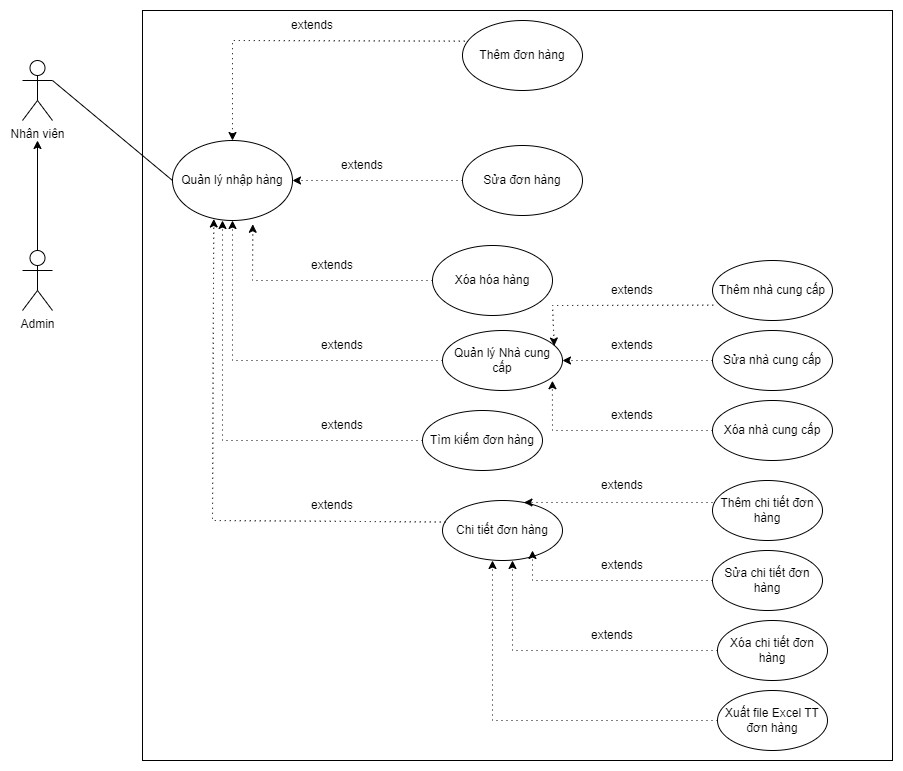 extends
Thêm đơn hàng
Nhân viên
extends
Quản lý nhập hàng
Sửa đơn hàng
extends
Xóa hóa hàng
extends
Thêm nhà cung cấp
Admin
extends
Quản lý Nhà cung
cấp
extends
Sửa nhà cung cấp
extends
Tìm kiếm đơn hàng
extends
Xóa nhà cung cấp
extends
Chi tiết đơn hàng
extends
Thêm chi tiết đơn
hàng
extends
Sửa chi tiết đơn
hàng
extends
Xóa chi tiết đơn
hàng
Xuất file Excel TT
đơn hàng